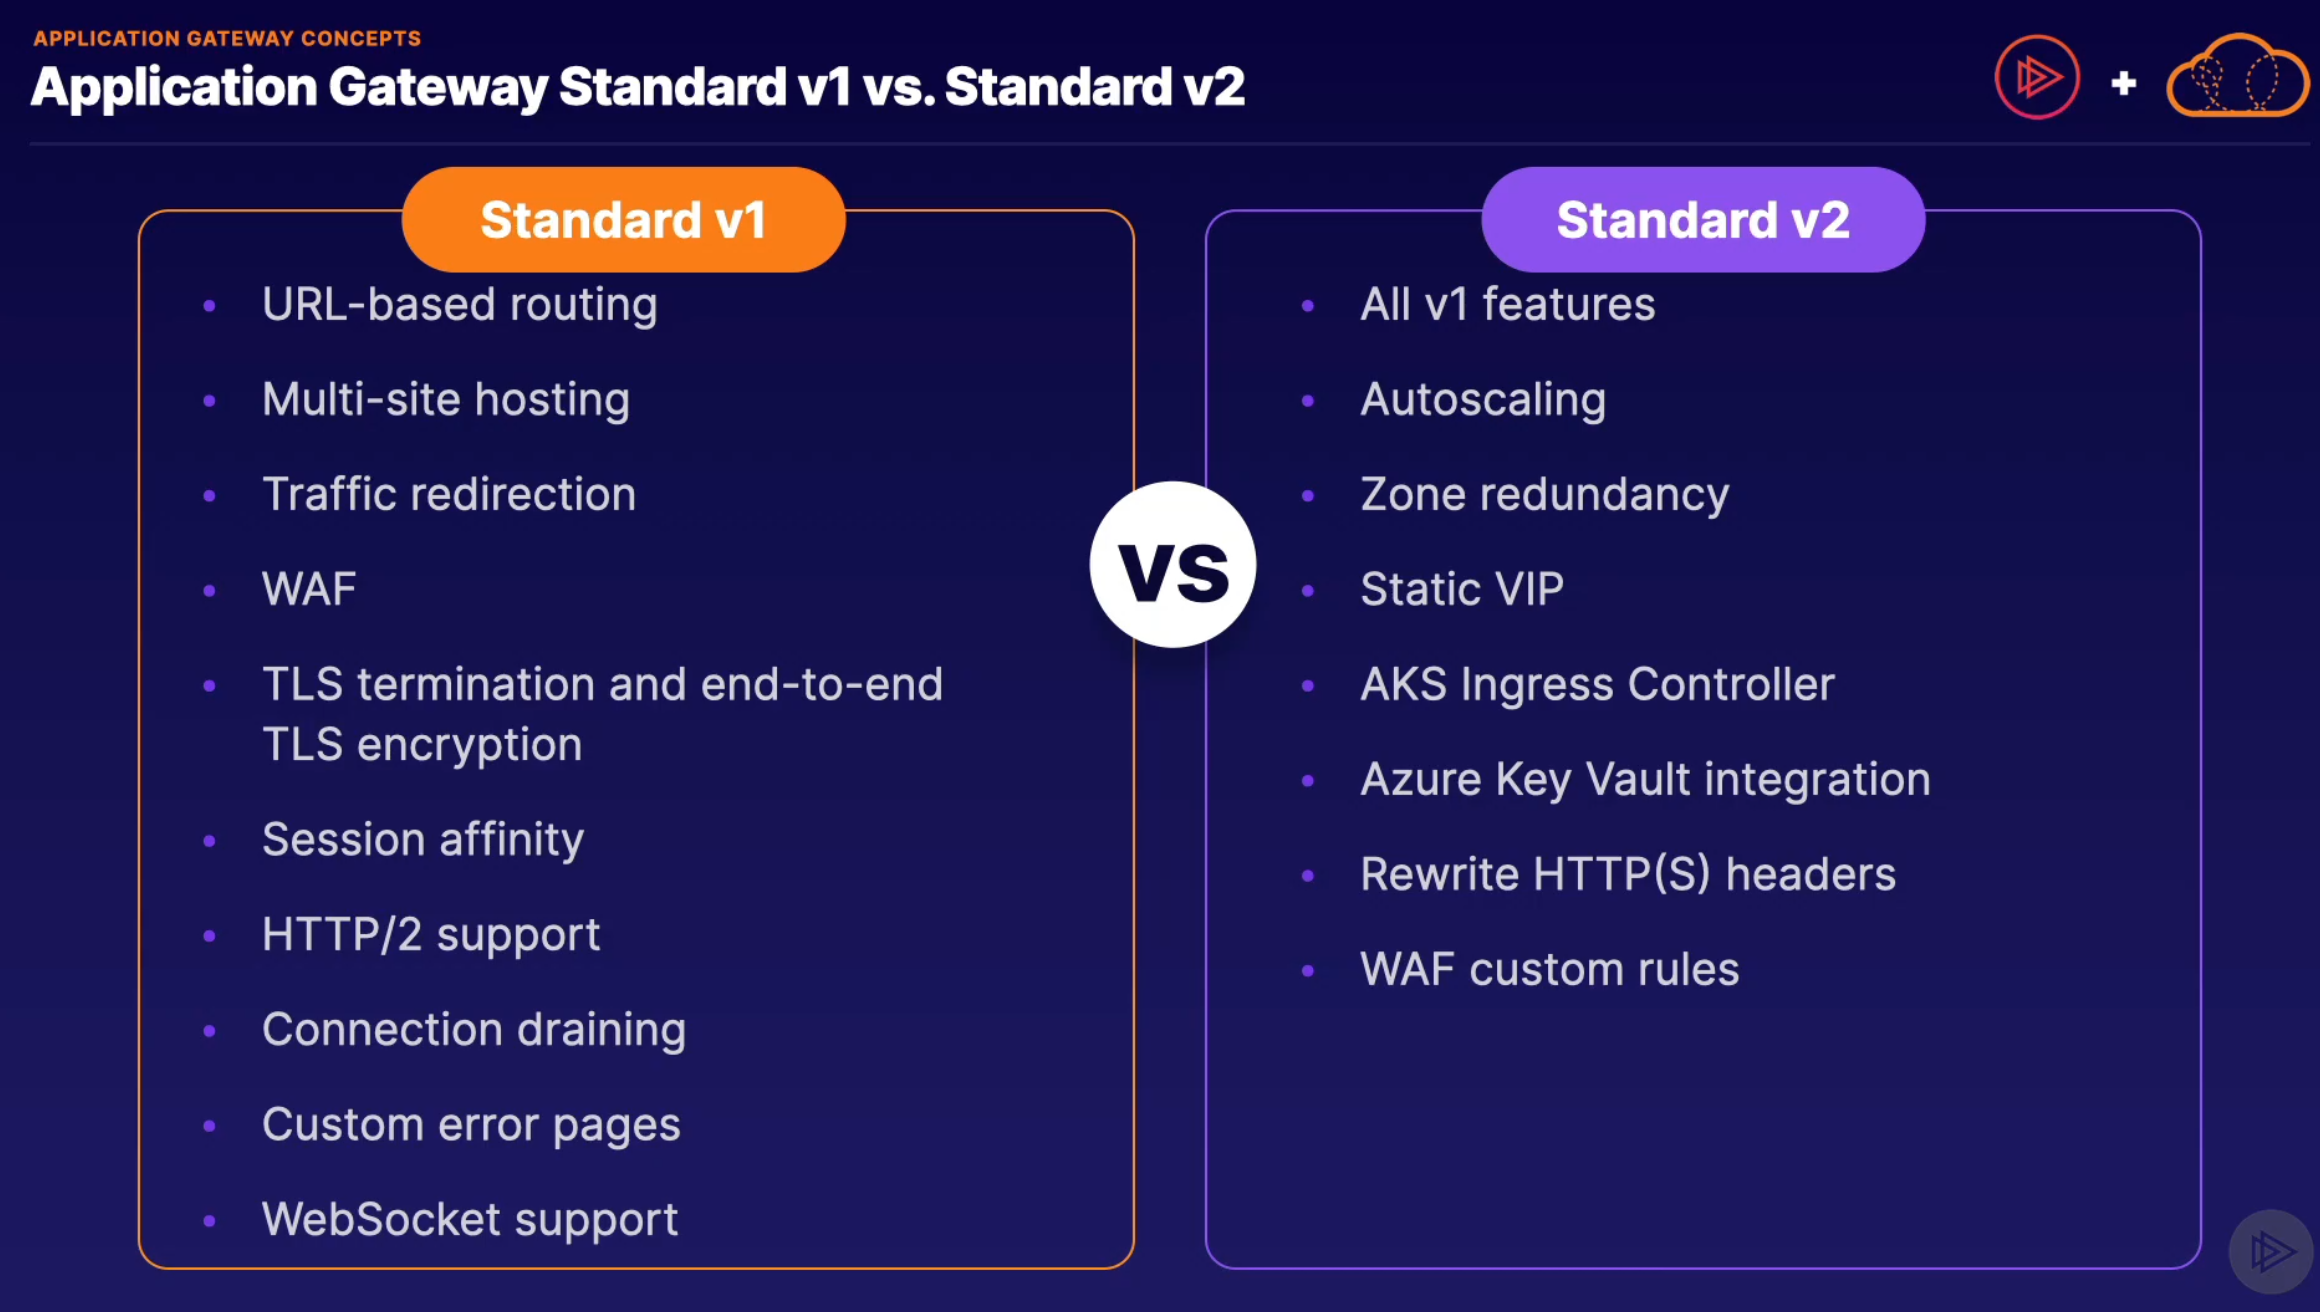 APPLICATION GATEWAY CONCEPTS
Application Gateway Standard v1 vs. Standard v2
Standard v1
URL-based routing
Multi-site hosting
Traffic redirection
WAF
TLS termination and end-to-end
TLS encryption
Session affinity
HTTP/2 support
Connection draining
Custom error pages
WebSocket support
vs
Standard v2
All v1 features
Autoscaling
Zone redundancy
Static VIP
AKS Ingress Controller
Azure Key Vault integration
Rewrite HTTP(S) headers
WAF custom rules